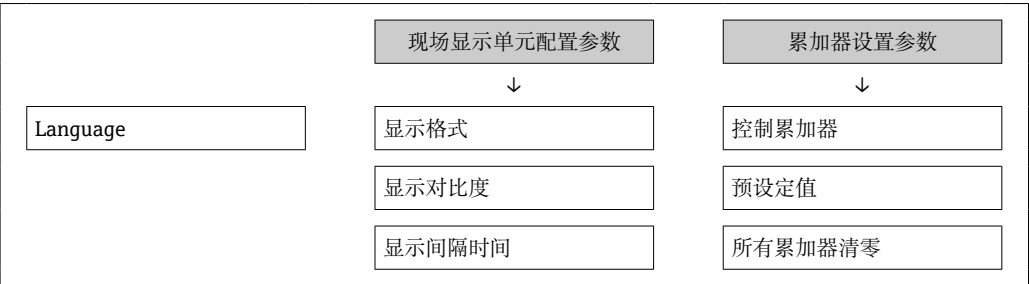 现场显示单元配置参数
累加器设置参数
↓
↓
Language
显示格式
控制累加器
显示对比度
预设定值
显示间隔时间
所有累加器清零